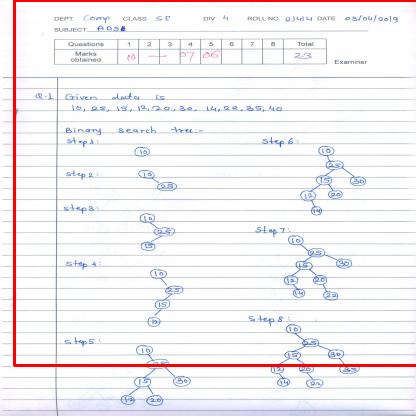 DEPT. Comp CLASS SE DIV 4 ROLL NO. 21414 DATE 03/04/2019
SUBJECT ADSL
Questions 1 2 3 4 5 6 7 8 Total
Marks obtained — 07 06 23
Examiner
Q.1 Given data is
10, 25, 15, 12, 20, 30, 14, 22, 35, 40
Binary search tree:-
Step 1:
10
Step 2:
10
25
Step 3:
10
25
15
Step 4:
10
25
15
12
Step 5:
10
25
15 30
12 20
Step 6:
10
25
15 30
12 20
14
Step 7:
10
25
15 30
12 20
14 22
Step 8:
10
25
15 30
12 20 35
14 22